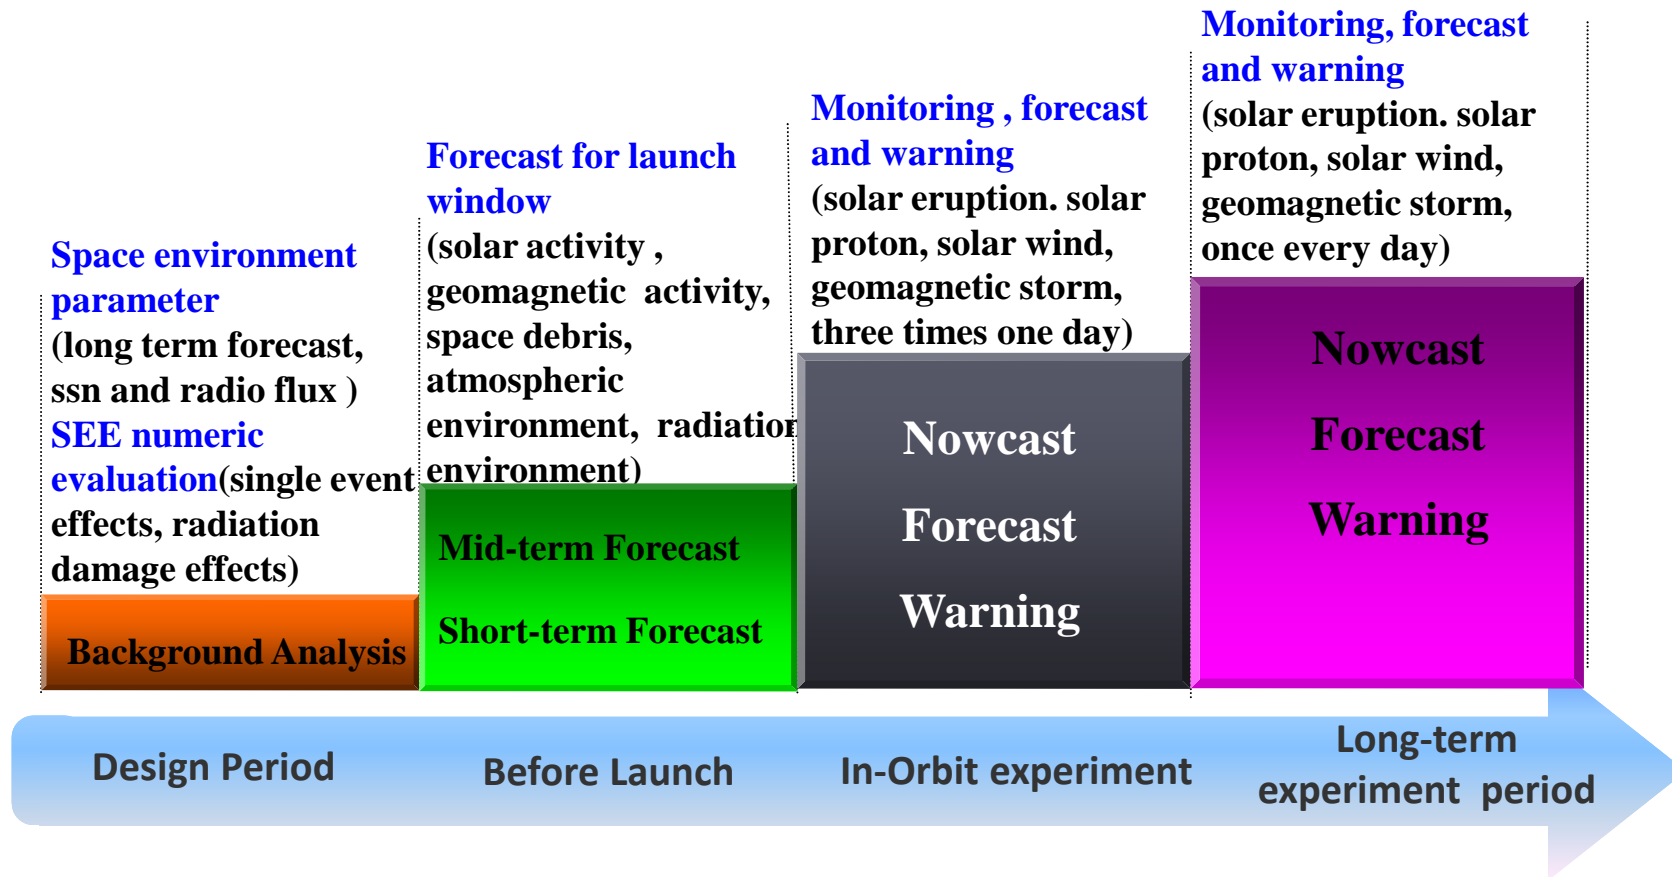 Space environment
parameter
(long term forecast,
ssn and radio flux )
SEE numeric
evaluation(single event
effects, radiation
damage effects)
Background Analysis
Forecast for launch
window
(solar activity ,
geomagnetic activity,
space debris,
atmospheric
environment, radiation
environment)
Mid-term Forecast
Short-term Forecast
Monitoring , forecast
and warning
(solar eruption. solar
proton, solar wind,
geomagnetic storm,
three times one day)
Nowcast
Forecast
Warning
Monitoring, forecast
and warning
(solar eruption. solar
proton, solar wind,
geomagnetic storm,
once every day)
Nowcast
Forecast
Warning
Design Period
Before Launch
In-Orbit experiment
Long-term
experiment period